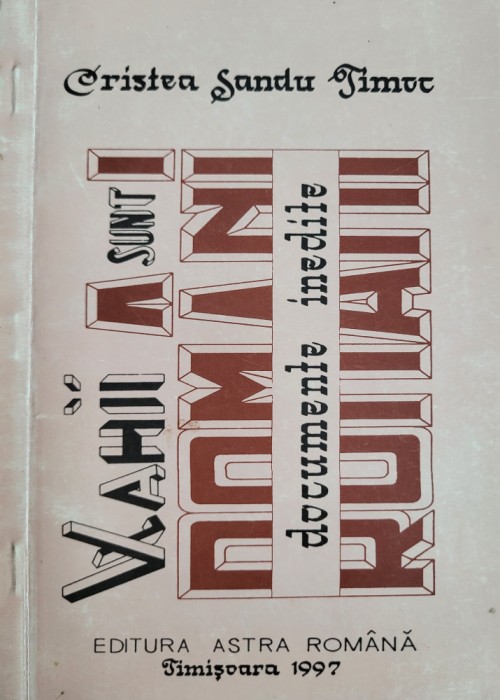 Cristea Sandu Timoc
VLAHII SUNT
ROMÂNI
documente inedite
EDITURA ASTRA ROMÂNĂ
Timişoara 1997